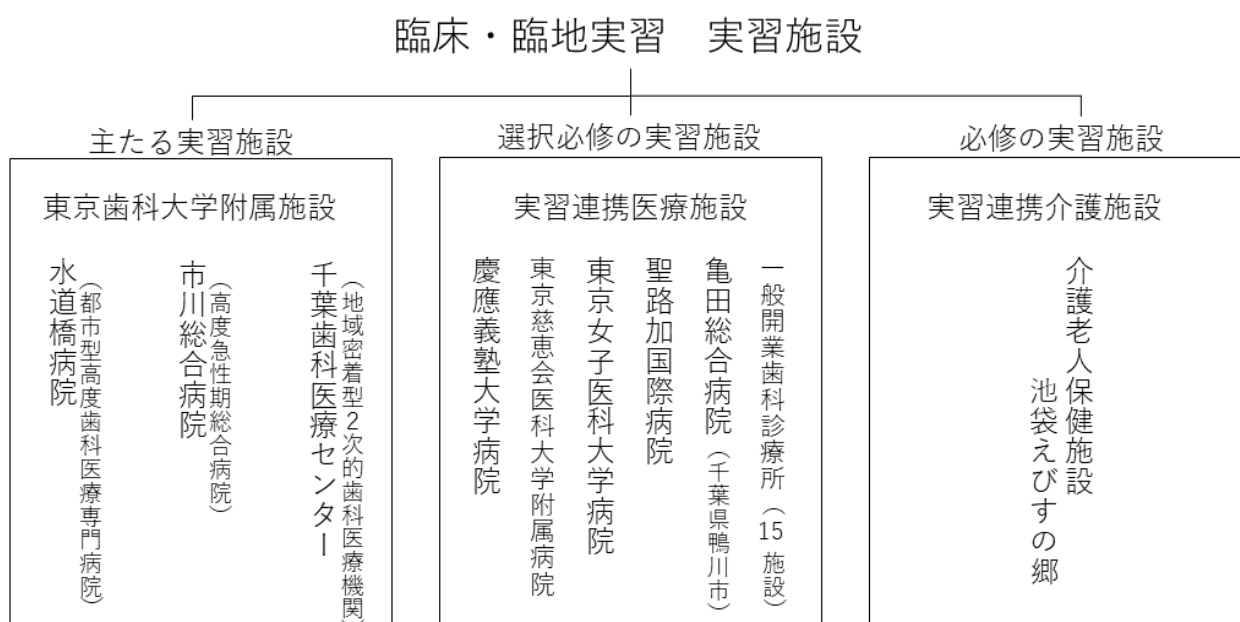 臨床・臨地実習　実習施設
主たる実習施設
東京歯科大学附属施設
水道橋病院
(都市型高度歯科医療専門病院)
市川総合病院
(高度急性期総合病院)
千葉歯科医療センター
(地域密着型2次的歯科医療機関)
選択必修の実習施設
実習連携医療施設
慶應義塾大学病院
東京慈恵会医科大学附属病院
東京女子医科大学病院
聖路加国際病院
亀田総合病院（千葉県鴨川市）
一般開業歯科診療所（15 施設）
必修の実習施設
実習連携介護施設
介護老人保健施設
池袋えびすの郷